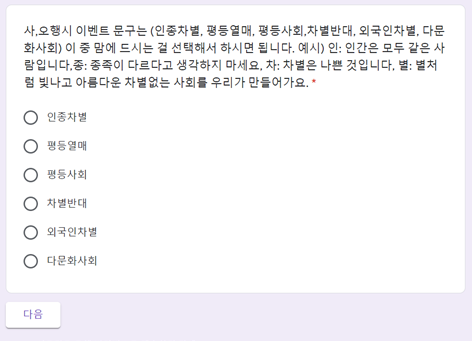 사,오행시 이벤트 문구는 (인종차별, 평등열매, 평등사회,차별반대, 외국인차별, 다문
화사회) 이 중 맘에 드시는 걸 선택해서 하시면 됩니다. 예시) 인: 인간은 모두 같은 사
람입니다,종: 종족이 다르다고 생각하지 마세요, 차: 차별은 나쁜 것입니다, 별: 별처
럼 빛나고 아름다운 차별없는 사회를 우리가 만들어가요. *
인종차별
평등열매
평등사회
차별반대
외국인차별
다문화사회
다음